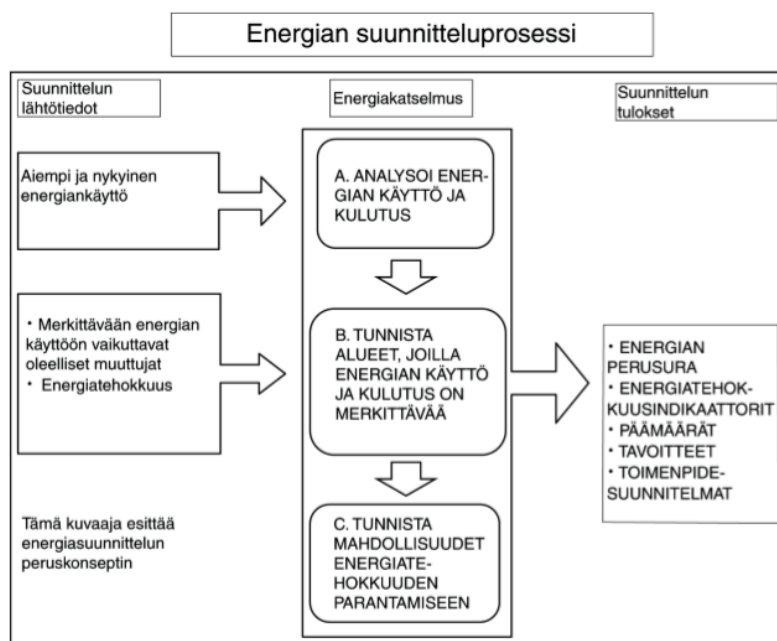 Energian suunnitteluprosessi
Suunnittelun
lähtötiedot
Energiakatselmus
Suunnittelun
tulokset
Aiempi ja nykyinen
energiankäyttö
A. ANALYSOI ENER-
GIAN KÄYTTÖ JA
KULUTUS
• Merkittävään energian
käyttöön vaikuttavat
oleelliset muuttujat
• Energiatehokkuus
B. TUNNISTA
ALUEET, JOILLA
ENERGIAN KÄYTTÖ
JA KULUTUS ON
MERKITTÄVÄÄ
• ENERGIAN
PERUSURA
• ENERGIATEHOK-
KUUSINDIKAATTORIT
• PÄÄMÄÄRÄT
• TAVOITTEET
• TOIMENPIDE-
SUUNNITELMAT
Tämä kuvaaja esittää
energiasuunnittelun
peruskonseptin
C. TUNNISTA
MAHDOLLISUUDET
ENERGIATE-
HOKKUUDEN
PARANTAMISEEN